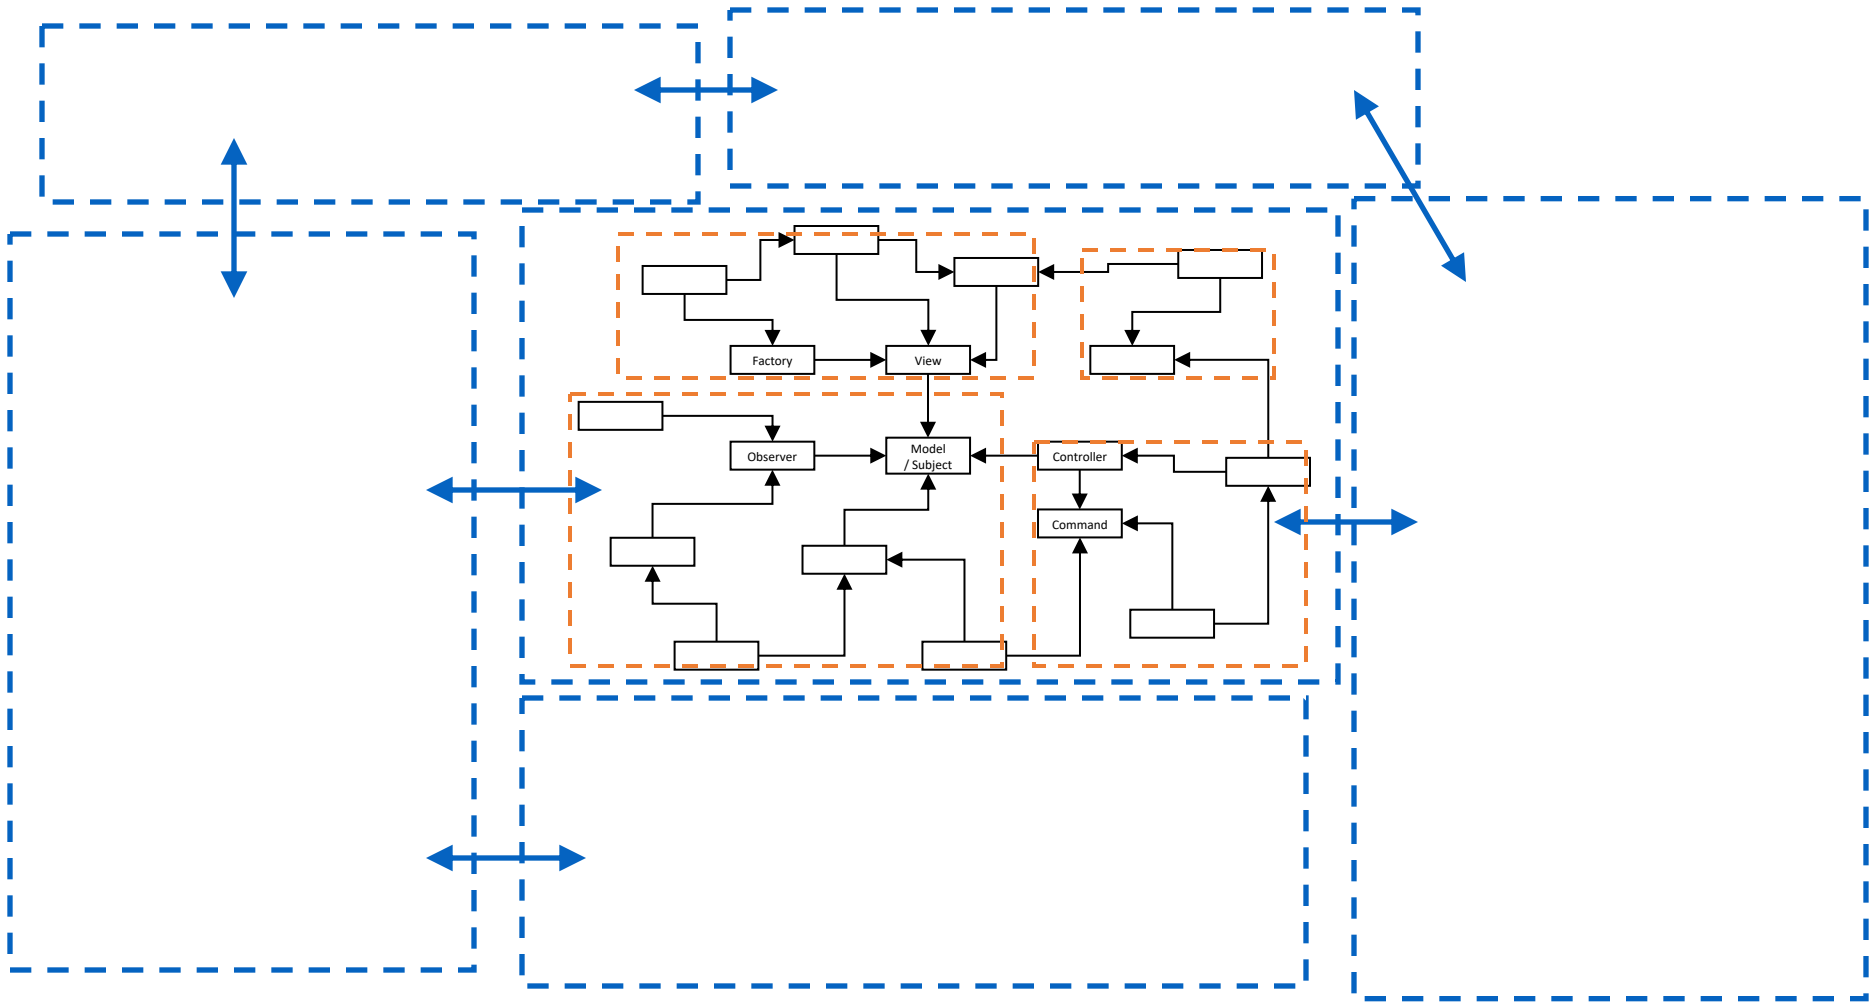 Factory
View
Observer
Model
/ Subject
Controller
Command